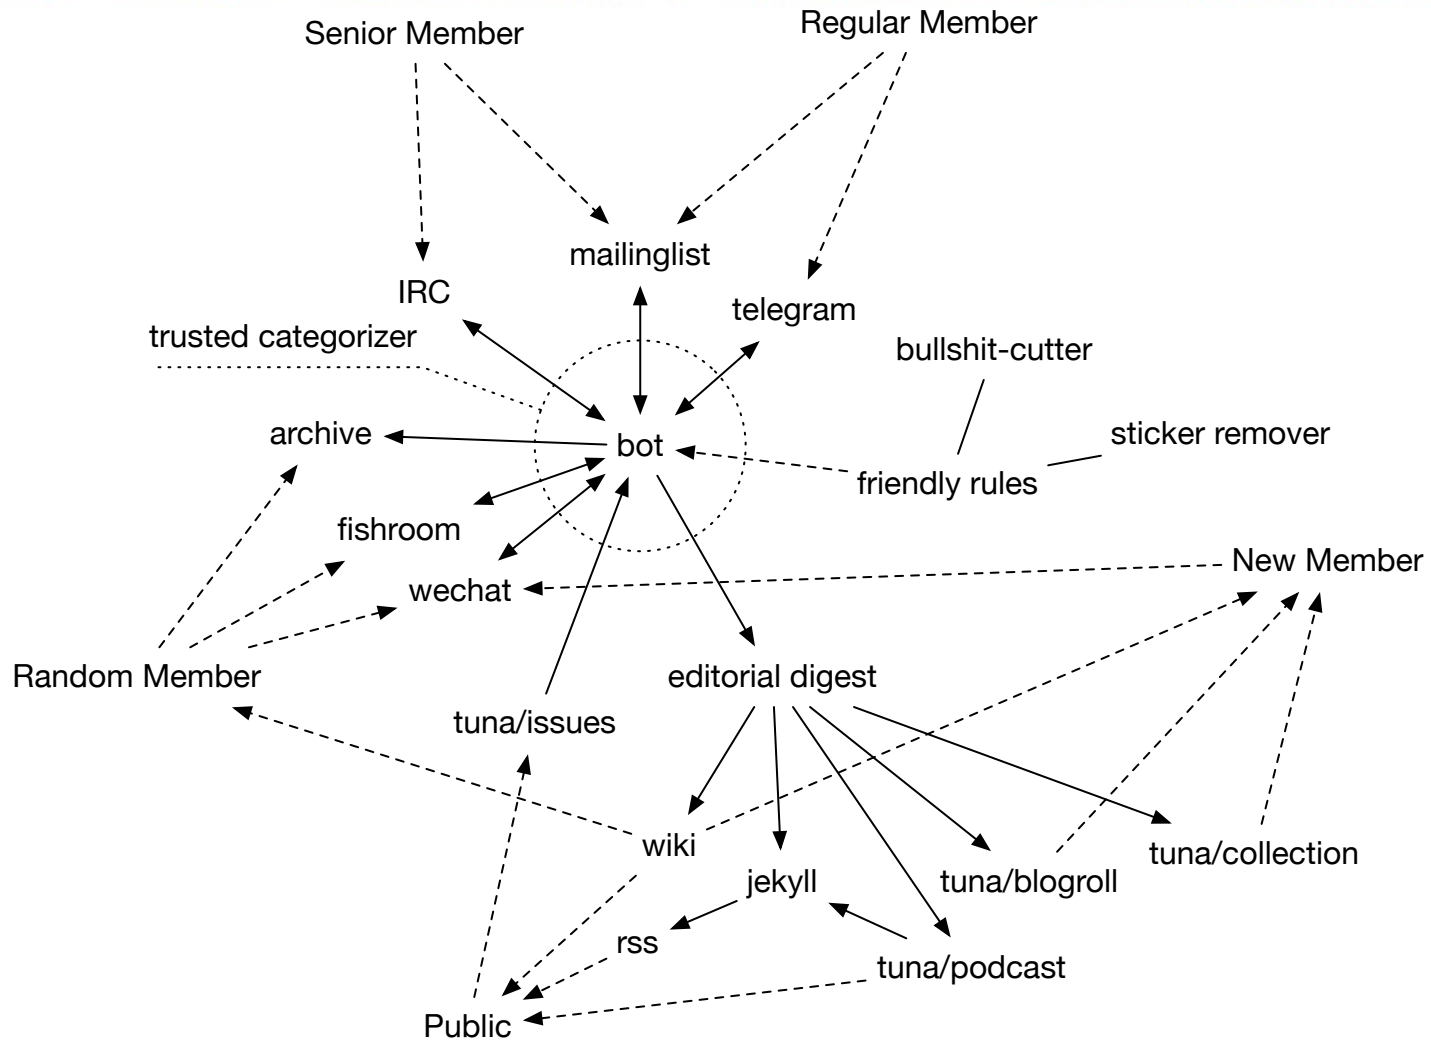 Senior Member
Regular Member
mailinglist
IRC
telegram
trusted categorizer
bullshit-cutter
archive
bot
sticker remover
friendly rules
fishroom
New Member
wechat
Random Member
editorial digest
tuna/issues
wiki
tuna/collection
jekyll
tuna/blogroll
rss
tuna/podcast
Public